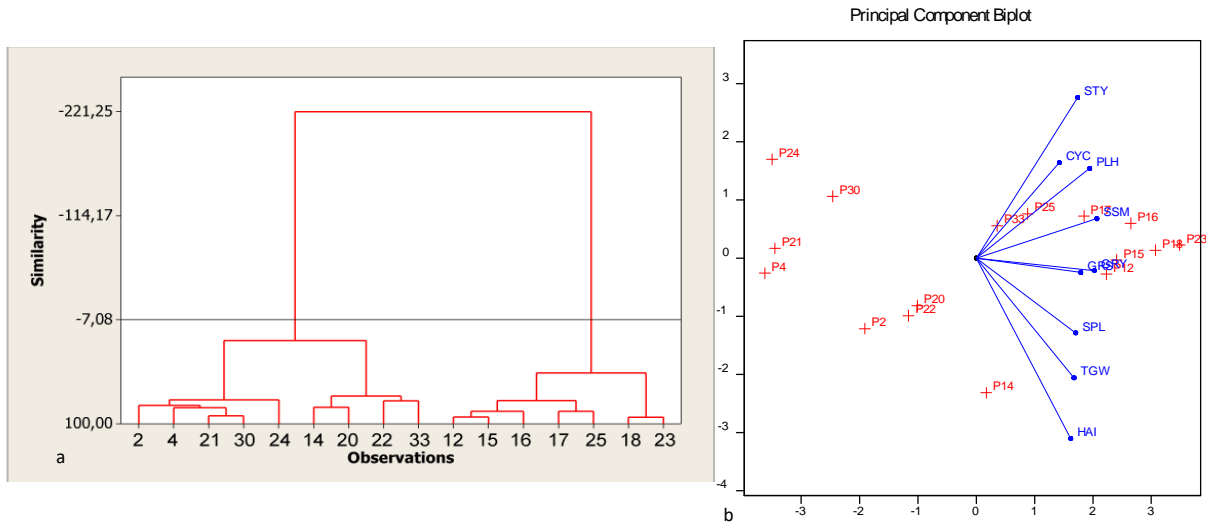 Principal Component Biplot
-221,25
-114,17
-7,08
100,00
Similarity
2 4 21 30 24 14 20 22 33 12 15 16 17 25 18 23
Observations
a
3
2
1
0
-1
-2
-3
-4
STY
CYC
PLH
P24
P30
P33
P25
P17
SSM
P16
P21
P18
P23
P4
P15
P12
P20
P22
P2
SPL
TGW
P14
HAI
-3 -2 -1 0 1 2 3
b